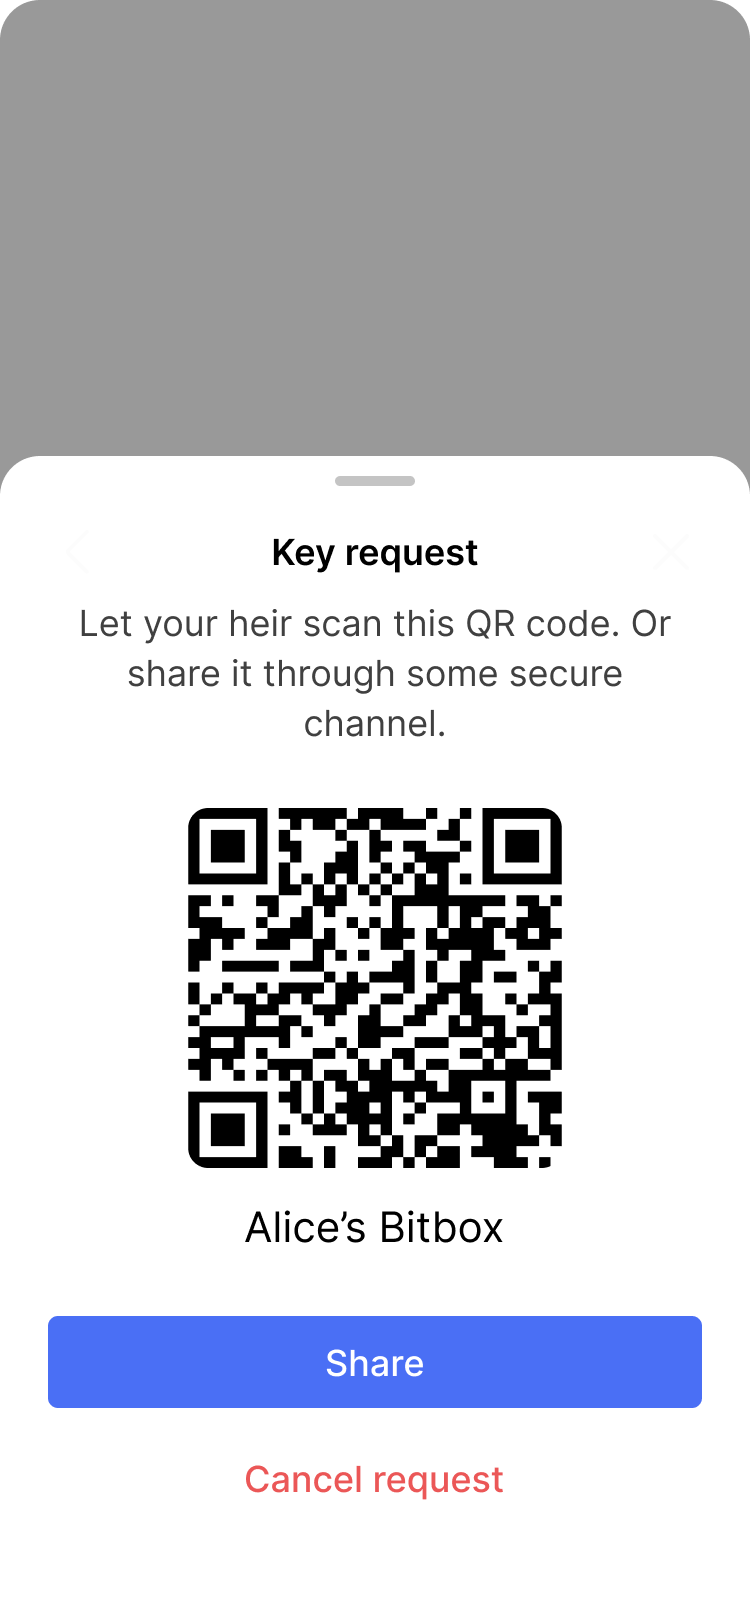 Key request
Let your heir scan this QR code. Or
share it through some secure
channel.
Alice’s Bitbox
Share
Cancel request